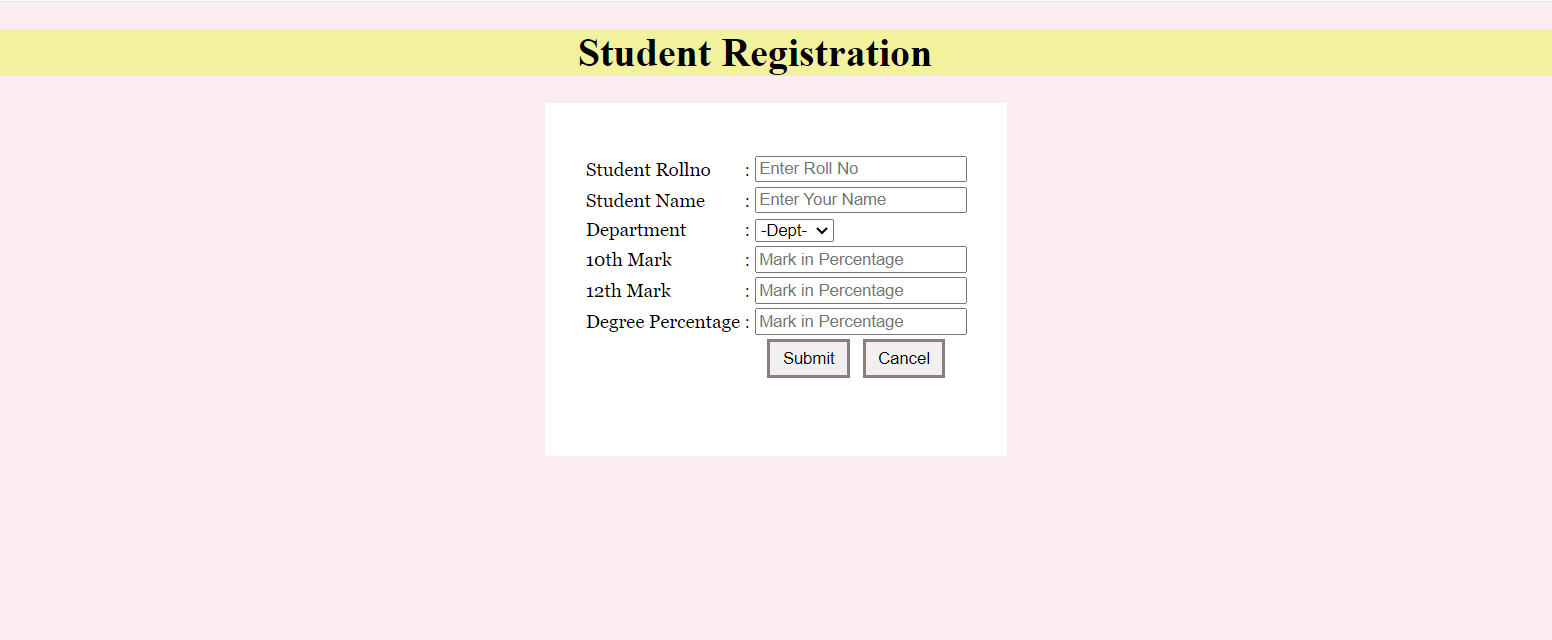 Student Registration
Student Rollno : Enter Roll No
Student Name : Enter Your Name
Department : -Dept-
10th Mark : Mark in Percentage
12th Mark : Mark in Percentage
Degree Percentage : Mark in Percentage
Submit Cancel